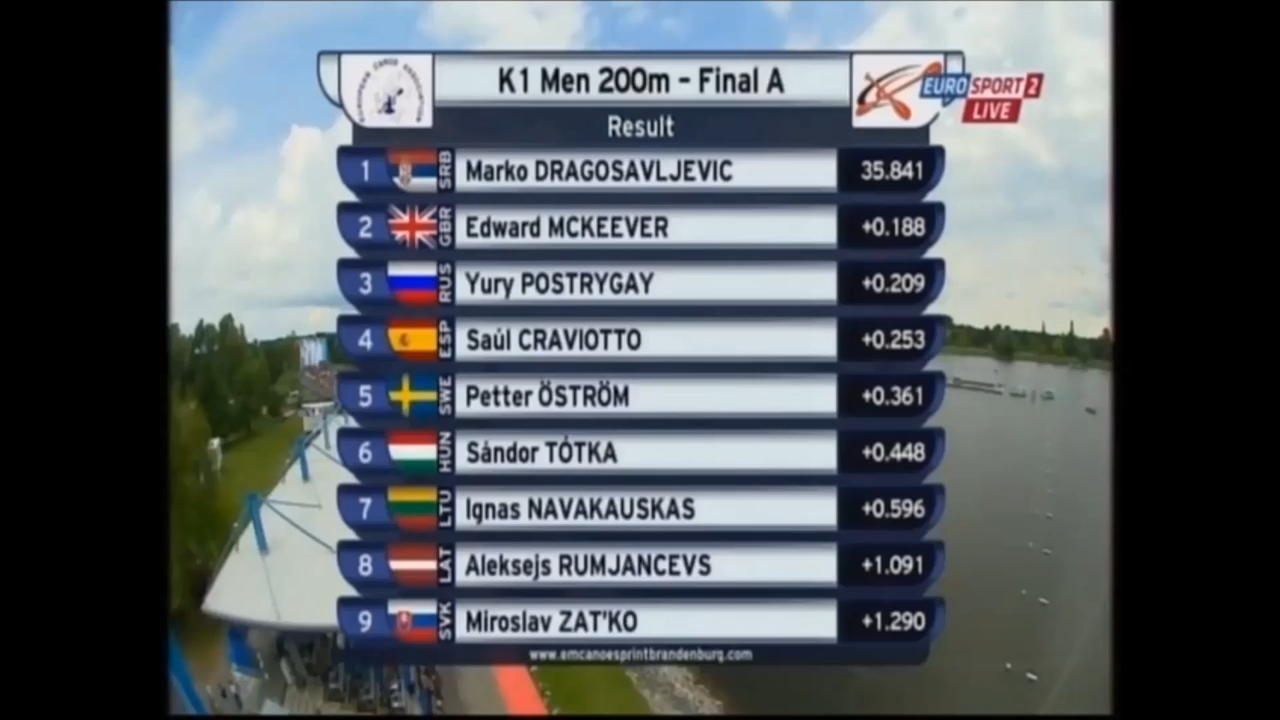 K1 Men 200m - Final A
EUROSPORT 2
LIVE
Result
1 SRB Marko DRAGOSAVLJEVIC 35.841
2 GBR Edward MCKEEVER +0.188
3 RUS Yury POSTRYGAY +0.209
4 ESP Saúl CRAVIOTTO +0.253
5 SWE Petter ÖSTRÖM +0.361
6 HUN Sándor TÓTKA +0.448
7 LTU Ignas NAVAKAUSKAS +0.596
8 LAT Aleksejs RUMJANCEVS +1.091
9 SVK Miroslav ZAT'KO +1.290
www.emcanoesprintbrandenburg.com